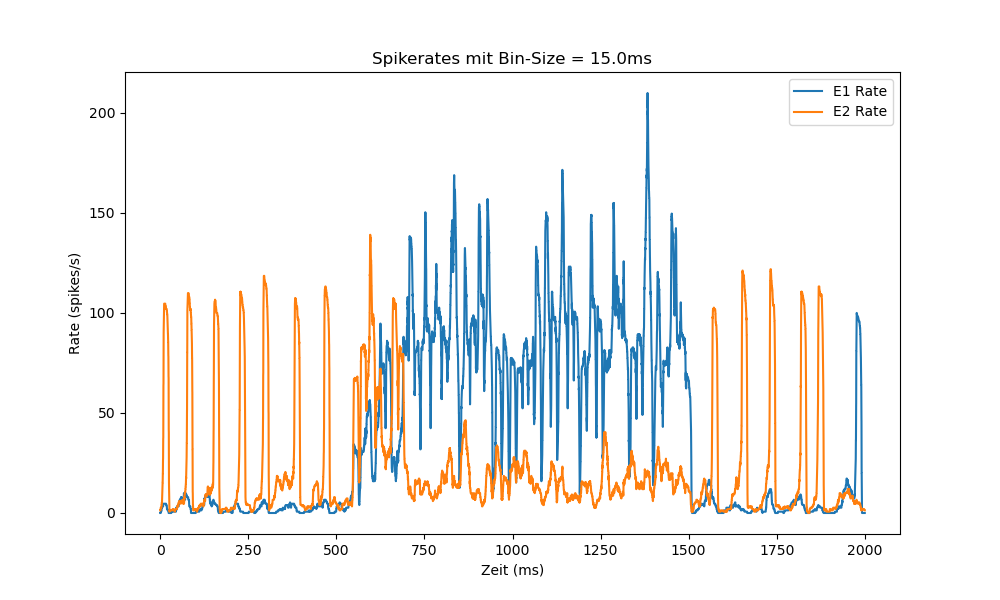 Spikerates mit Bin-Size = 15.0ms
E1 Rate
E2 Rate
Rate (spikes/s)
200
150
100
50
0
0 250 500 750 1000 1250 1500 1750 2000
Zeit (ms)